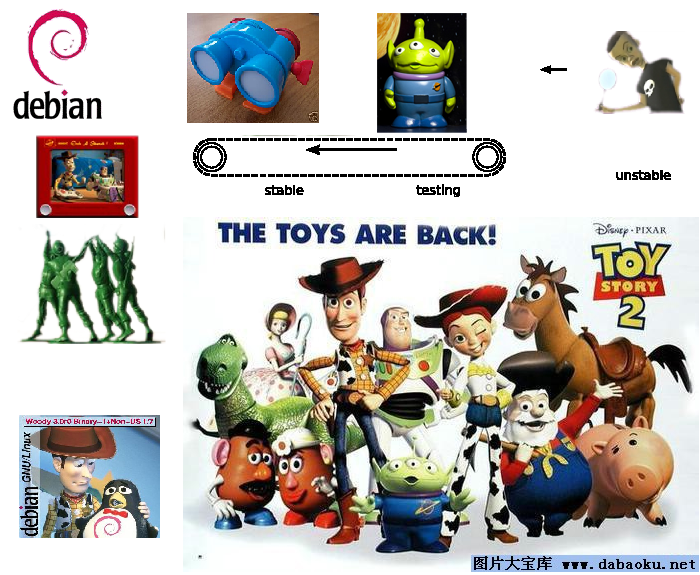 debian
stable
testing
unstable
THE TOYS ARE BACK!
DISNEY · PIXAR
TOY
STORY
2
Woody 3.0r0 Binary-1+Non-US 1/7
debian GNU/Linux
图片大宝库 www.dabaoku.net